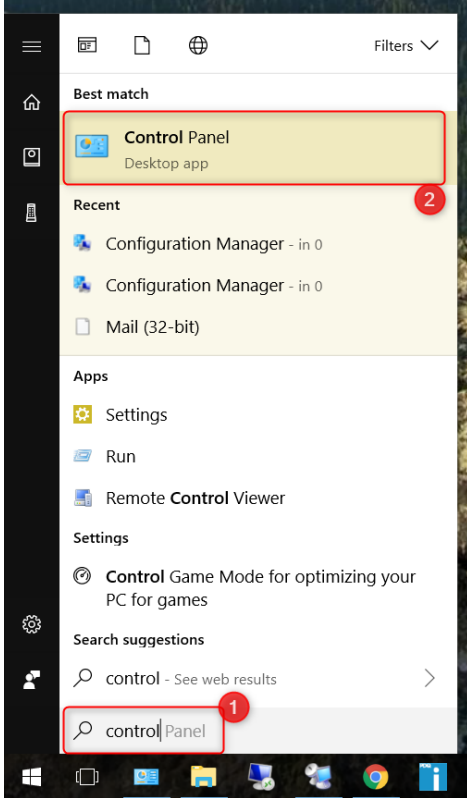 Filters
Best match
Control Panel
Desktop app
2
Recent
Configuration Manager - in 0
Configuration Manager - in 0
Mail (32-bit)
Apps
Settings
Run
Remote Control Viewer
Settings
Control Game Mode for optimizing your
PC for games
Search suggestions
control - See web results
1
control Panel